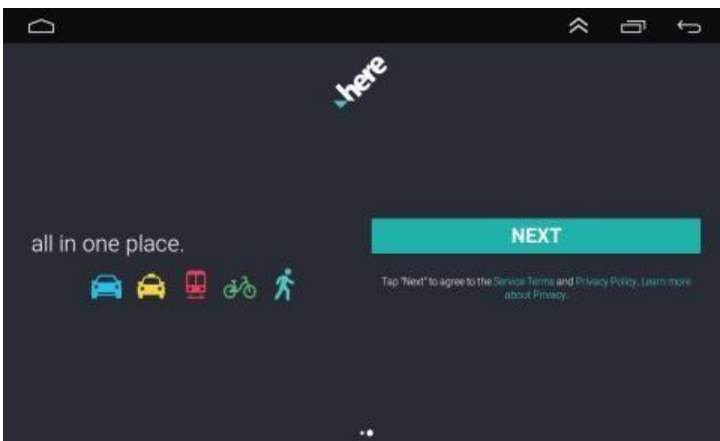 here
all in one place.
NEXT
Tap "Next" to agree to the Service Terms and Privacy Policy. Learn more
about Privacy.